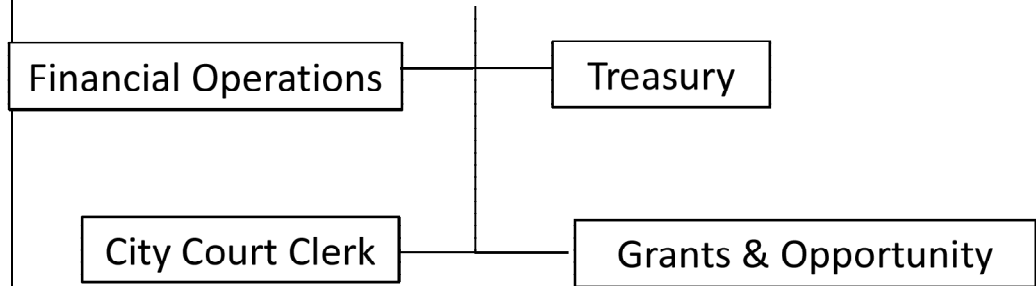 Financial Operations
Treasury
City Court Clerk
Grants & Opportunity